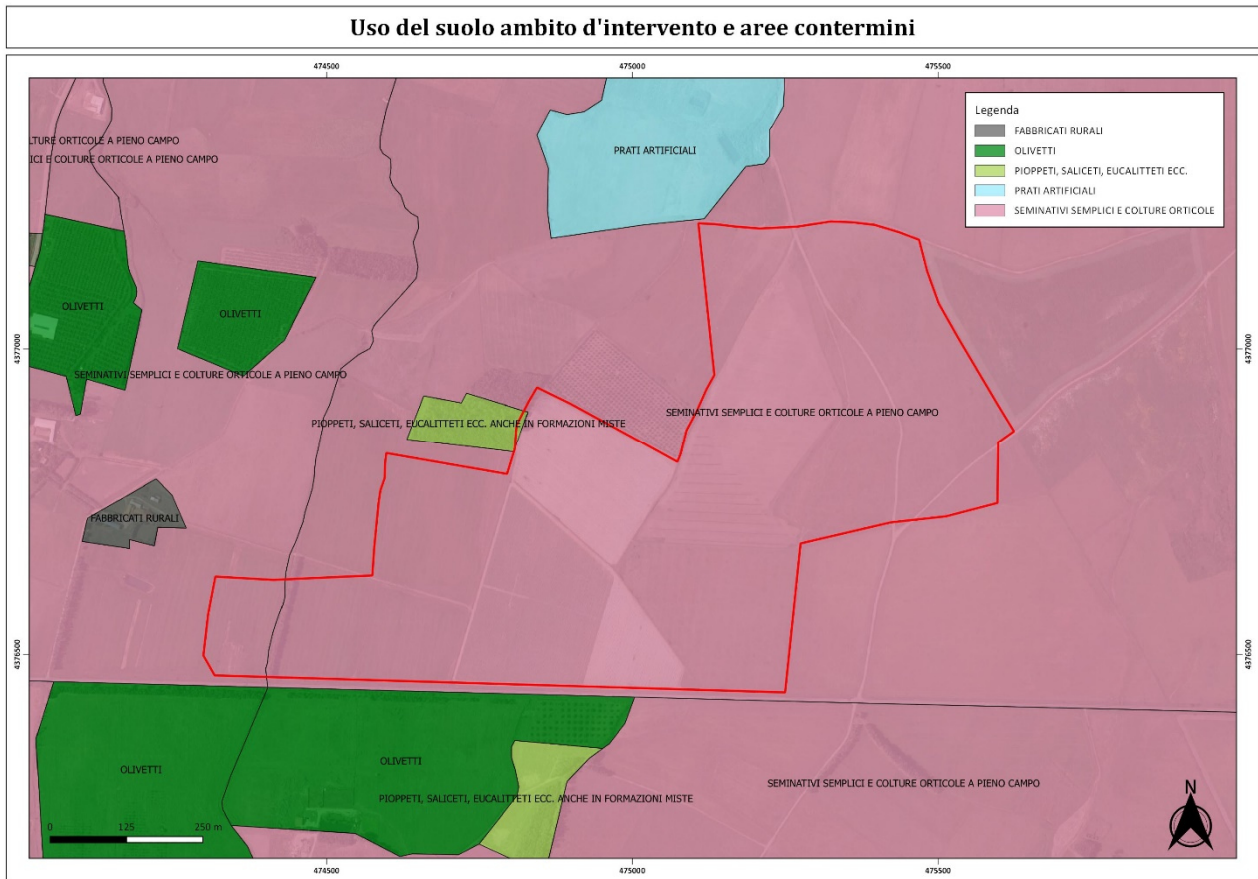 Uso del suolo ambito d'intervento e aree contermini
474500
475000
475500
Legenda
FABBRICATI RURALI
OLIVETTI
PIOPPETI, SALICETI, EUCALITTETI ECC.
PRATI ARTIFICIALI
SEMINATIVI SEMPLICI E COLTURE ORTICOLE
LTURE ORTICOLE A PIENO CAMPO
ICI E COLTURE ORTICOLE A PIENO CAMPO
PRATI ARTIFICIALI
OLIVETTI
OLIVETTI
4377000
4377000
SEMINATIVI SEMPLICI E COLTURE ORTICOLE A PIENO CAMPO
SEMINATIVI SEMPLICI E COLTURE ORTICOLE A PIENO CAMPO
PIOPPETI, SALICETI, EUCALITTETI ECC. ANCHE IN FORMAZIONI MISTE
FABBRICATI RURALI
4376500
4376500
OLIVETTI
OLIVETTI
SEMINATIVI SEMPLICI E COLTURE ORTICOLE A PIENO CAMPO
PIOPPETI, SALICETI, EUCALITTETI ECC. ANCHE IN FORMAZIONI MISTE
N
0 125 250 m
474500
475000
475500